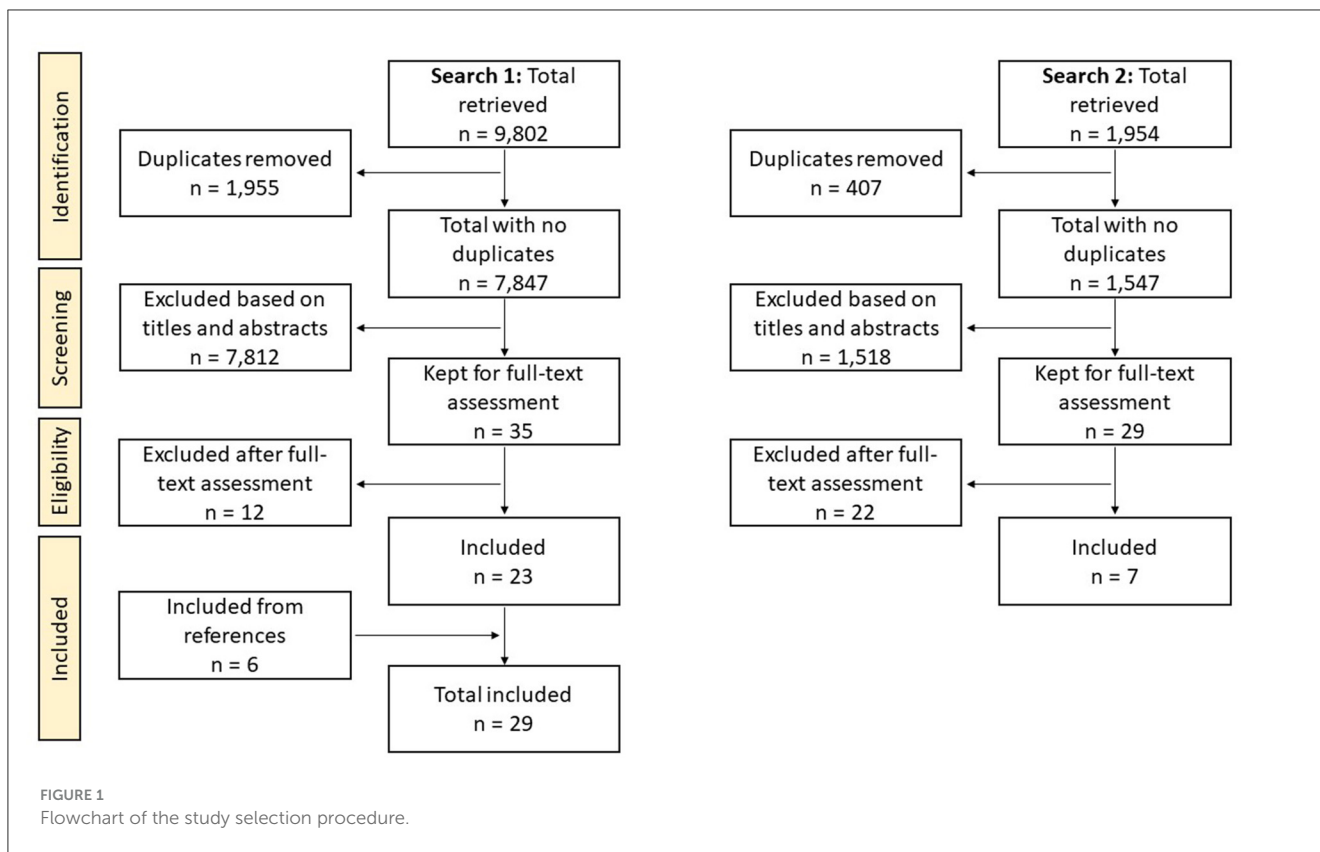 Identification
Search 1: Total
retrieved
n = 9,802
Duplicates removed
n = 1,955
Total with no
duplicates
n = 7,847
Screening
Excluded based on
titles and abstracts
n = 7,812
Kept for full-text
assessment
n = 35
Eligibility
Excluded after full-
text assessment
n = 12
Included
Included
n = 23
Included from
references
n = 6
Total included
n = 29
Search 2: Total
retrieved
n = 1,954
Duplicates removed
n = 407
Total with no
duplicates
n = 1,547
Excluded based on
titles and abstracts
n = 1,518
Kept for full-text
assessment
n = 29
Excluded after full-
text assessment
n = 22
Included
n = 7
FIGURE 1
Flowchart of the study selection procedure.